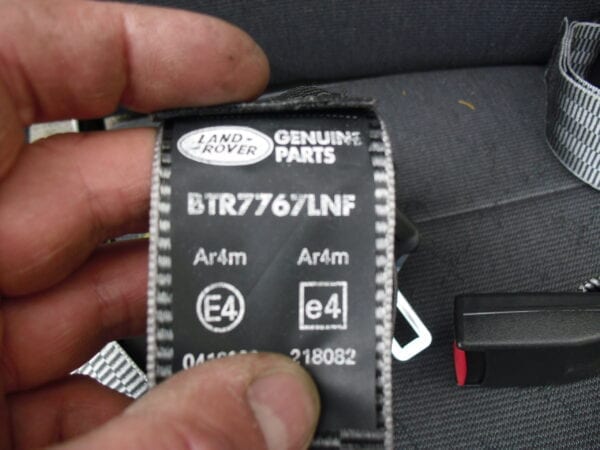 LAND-
ROVER
GENUINE
PARTS
BTR7767LNF
Ar4m Ar4m
E4 e4
218082